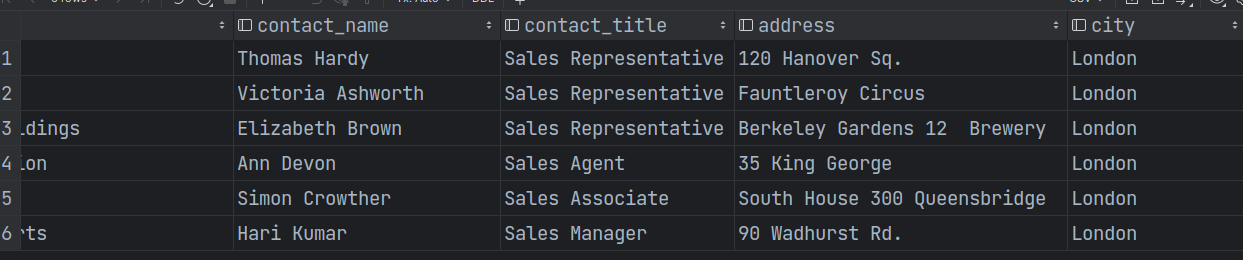 contact_name contact_title address city
1 Thomas Hardy Sales Representative 120 Hanover Sq. London
2 Victoria Ashworth Sales Representative Fauntleroy Circus London
3 ldings Elizabeth Brown Sales Representative Berkeley Gardens 12  Brewery London
4 ion Ann Devon Sales Agent 35 King George London
5 Simon Crowther Sales Associate South House 300 Queensbridge London
6 rts Hari Kumar Sales Manager 90 Wadhurst Rd. London